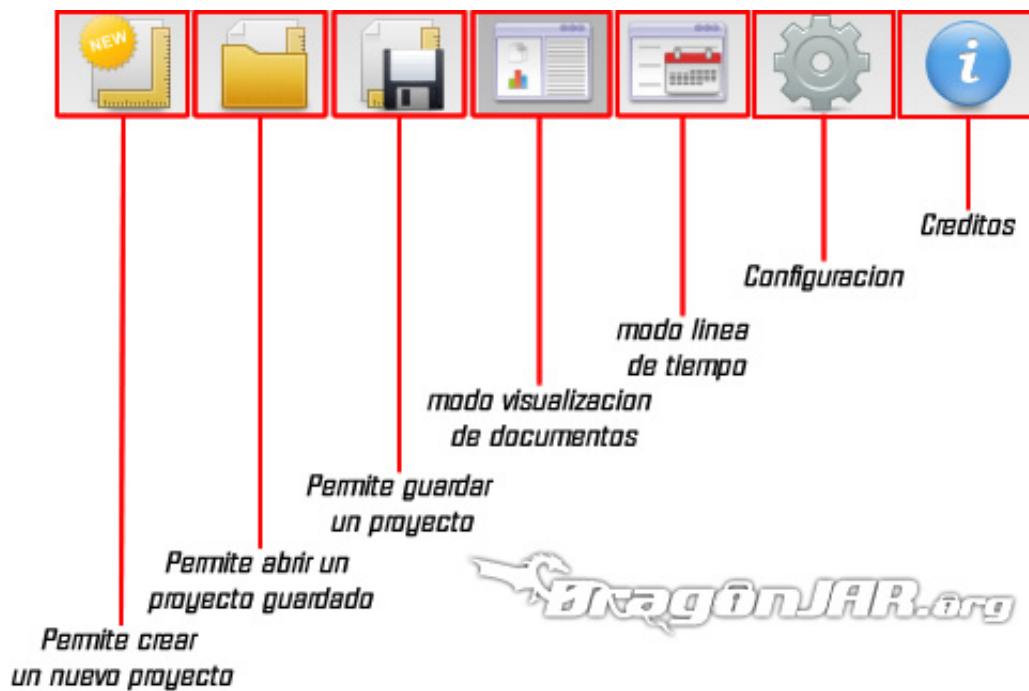 NEW
Creditos
Configuracion
modo linea
de tiempo
modo visualizacion
de documentos
Permite guardar
un proyecto
Permite abrir un
proyecto guardado
Permite crear
un nuevo proyecto
DragonJAR.org